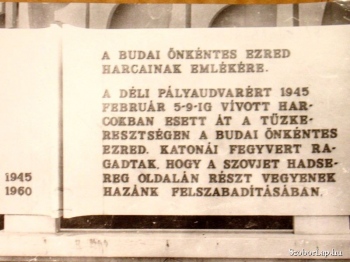 A BUDAI ÖNKÉNTES EZRED
HARCAINAK EMLÉKÉRE.
A DÉLI PÁLYAUDVARÉRT 1945
FEBRUÁR 5-9-IG VÍVOTT HAR-
COKBAN ESETT ÁT A TŰZKE-
RESZTSÉGEN A BUDAI ÖNKÉNTES
EZRED. KATONÁI FEGYVERT RA-
GADTAK, HOGY A SZOVJET HADSE-
REG OLDALÁN RÉSZT VEGYENEK
HAZÁNK FELSZABADÍTÁSÁBAN.
1945
1960
Szoborlap.hu